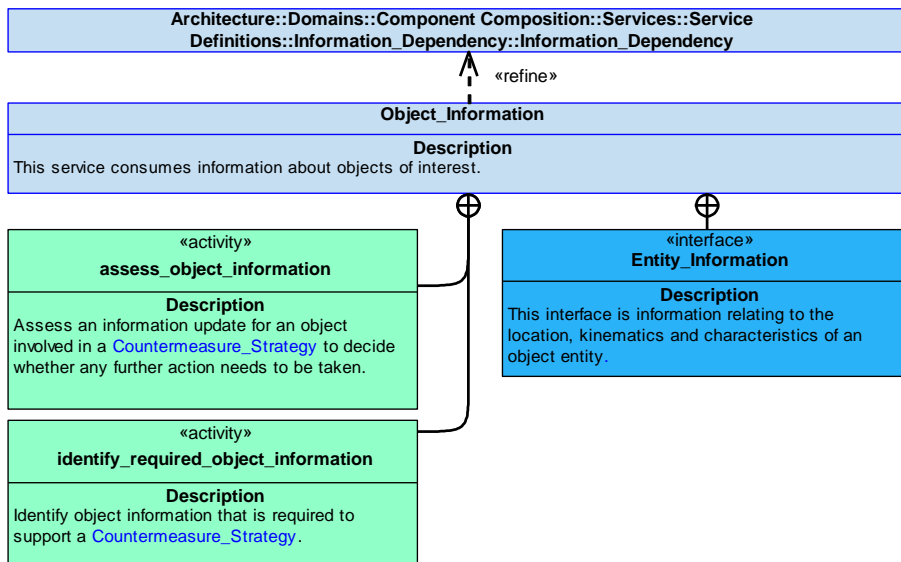 Architecture::Domains::Component Composition::Services::Service
Definitions::Information_Dependency::Information_Dependency
«refine»
Object_Information
Description
This service consumes information about objects of interest.
«activity»
assess_object_information
Description
Assess an information update for an object
involved in a Countermeasure_Strategy to decide
whether any further action needs to be taken.
«interface»
Entity_Information
Description
This interface is information relating to the
location, kinematics and characteristics of an
object entity.
«activity»
identify_required_object_information
Description
Identify object information that is required to
support a Countermeasure_Strategy.